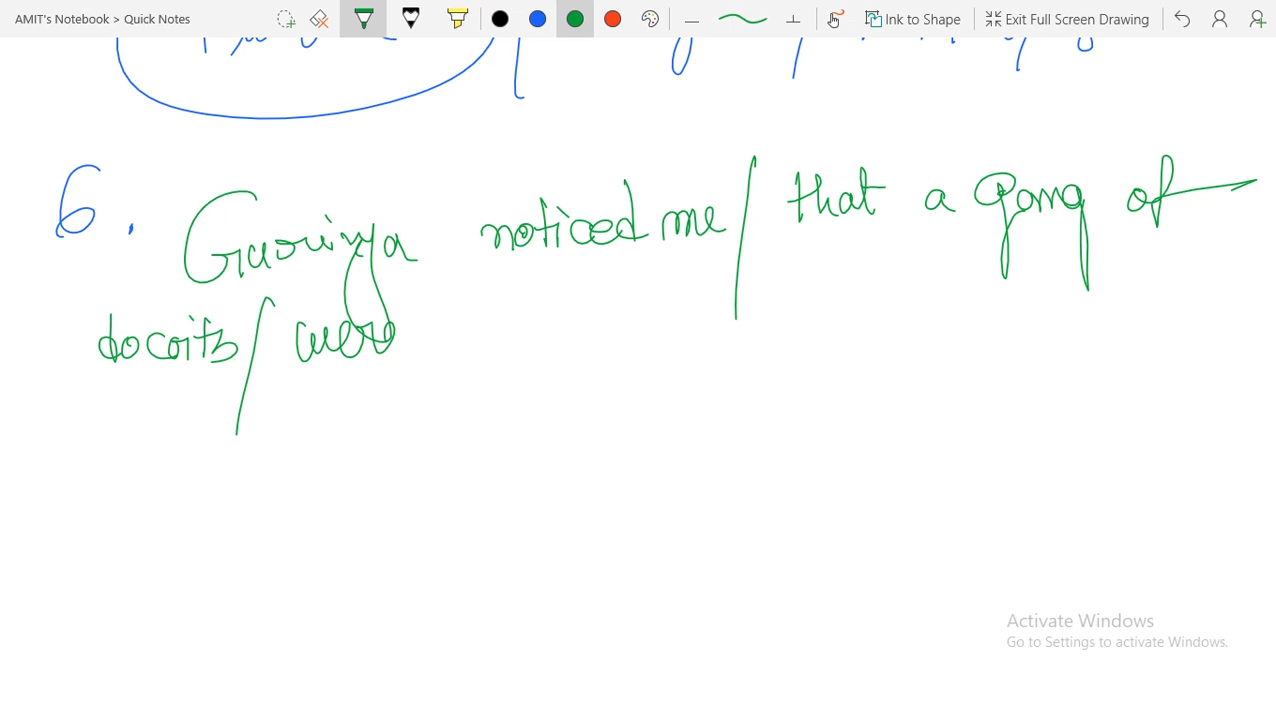 AMIT's Notebook > Quick Notes
Ink to Shape
Exit Full Screen Drawing
6. noticed me/ that a gang of
docoits/ were
Activate Windows
Go to Settings to activate Windows.